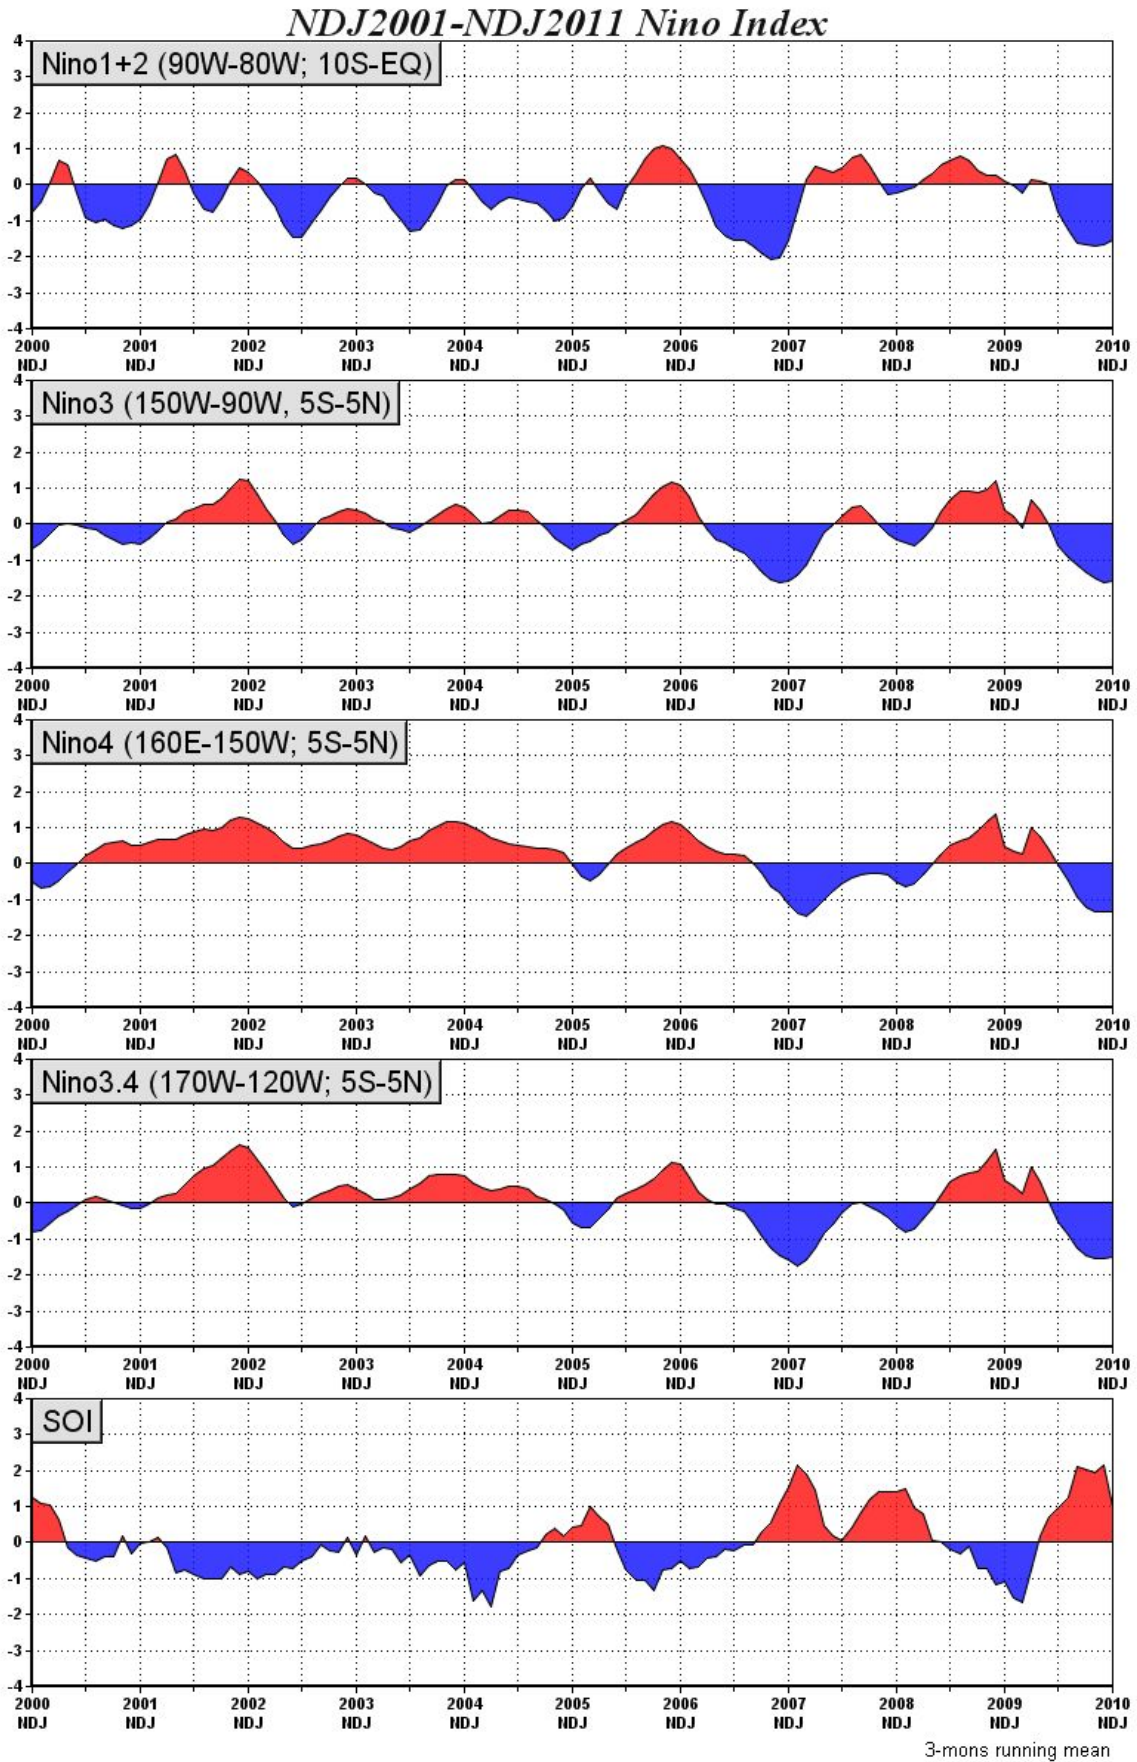 NDJ2001-NDJ2011 Nino Index
Nino1+2 (90W-80W; 10S-EQ)
4
3
2
1
0
-1
-2
-3
-4
2000 2001 2002 2003 2004 2005 2006 2007 2008 2009 2010
NDJ NDJ NDJ NDJ NDJ NDJ NDJ NDJ NDJ NDJ NDJ
Nino3 (150W-90W, 5S-5N)
4
3
2
1
0
-1
-2
-3
-4
2000 2001 2002 2003 2004 2005 2006 2007 2008 2009 2010
NDJ NDJ NDJ NDJ NDJ NDJ NDJ NDJ NDJ NDJ NDJ
Nino4 (160E-150W; 5S-5N)
4
3
2
1
0
-1
-2
-3
-4
2000 2001 2002 2003 2004 2005 2006 2007 2008 2009 2010
NDJ NDJ NDJ NDJ NDJ NDJ NDJ NDJ NDJ NDJ NDJ
Nino3.4 (170W-120W; 5S-5N)
4
3
2
1
0
-1
-2
-3
-4
2000 2001 2002 2003 2004 2005 2006 2007 2008 2009 2010
NDJ NDJ NDJ NDJ NDJ NDJ NDJ NDJ NDJ NDJ NDJ
SOI
4
3
2
1
0
-1
-2
-3
-4
2000 2001 2002 2003 2004 2005 2006 2007 2008 2009 2010
NDJ NDJ NDJ NDJ NDJ NDJ NDJ NDJ NDJ NDJ NDJ
3-mons running mean